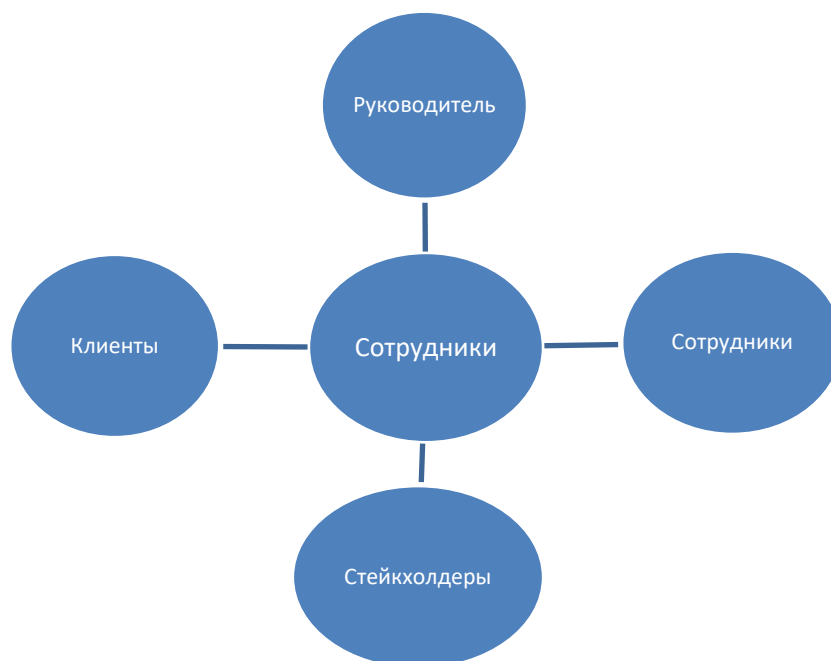 Руководитель
Клиенты
Сотрудники
Сотрудники
Стейкхолдеры